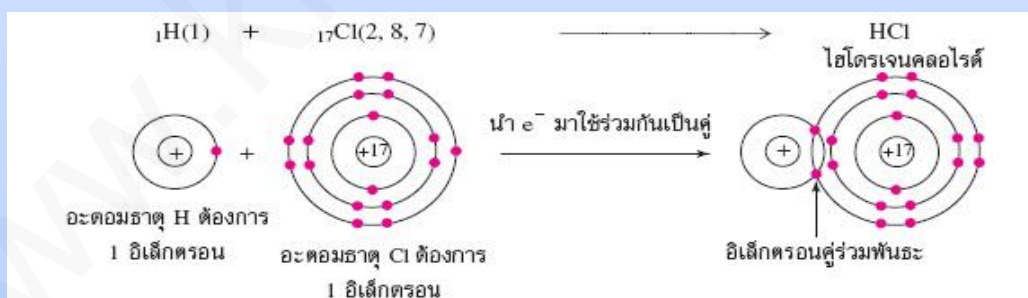 ₁H(1) + ₁₇Cl(2, 8, 7) HCl
ไฮโดรเจนคลอไรด์
นำ e⁻ มาใช้ร่วมกันเป็นคู่
+ + +17 + +17
อะตอมธาตุ H ต้องการ
1 อิเล็กตรอน
อะตอมธาตุ Cl ต้องการ
1 อิเล็กตรอน
อิเล็กตรอนคู่ร่วมพันธะ